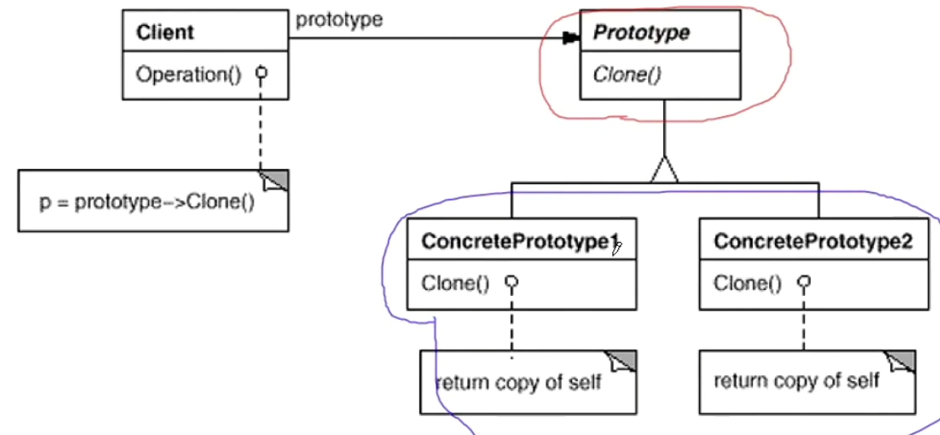 Client
Operation()
prototype
Prototype
Clone()
p = prototype->Clone()
ConcretePrototype1
Clone()
ConcretePrototype2
Clone()
return copy of self
return copy of self